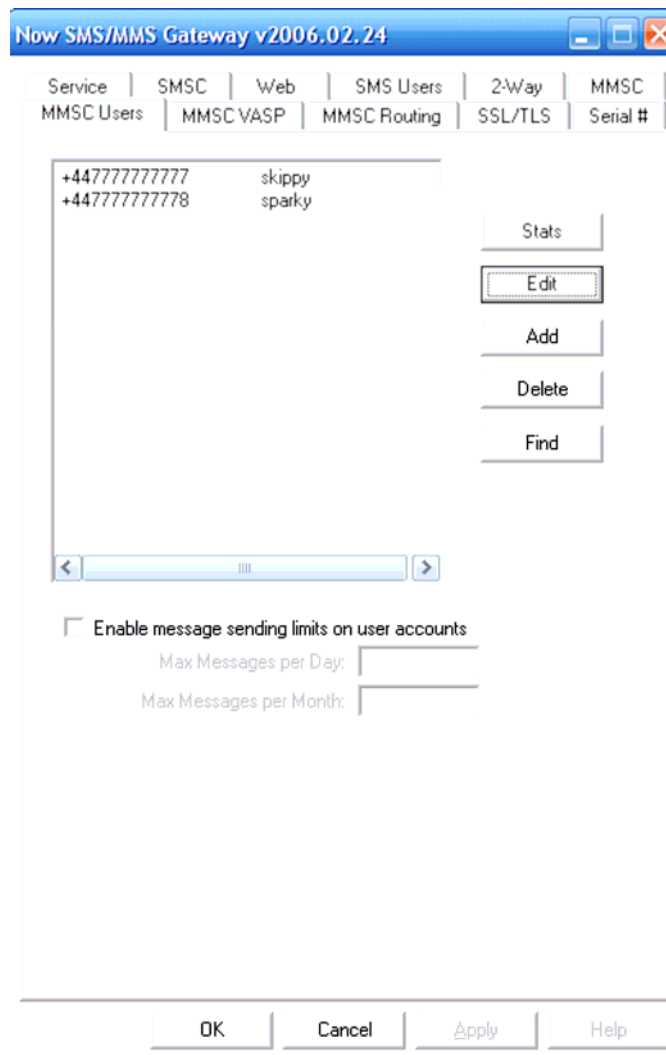 Now SMS/MMS Gateway v2006.02.24
Service SMSC Web SMS Users 2-Way MMSC
MMSC Users MMSC VASP MMSC Routing SSL/TLS Serial #
+447777777777 skippy
+447777777778 sparky
Stats
Edit
Add
Delete
Find
Enable message sending limits on user accounts
Max Messages per Day:
Max Messages per Month:
OK Cancel Apply Help